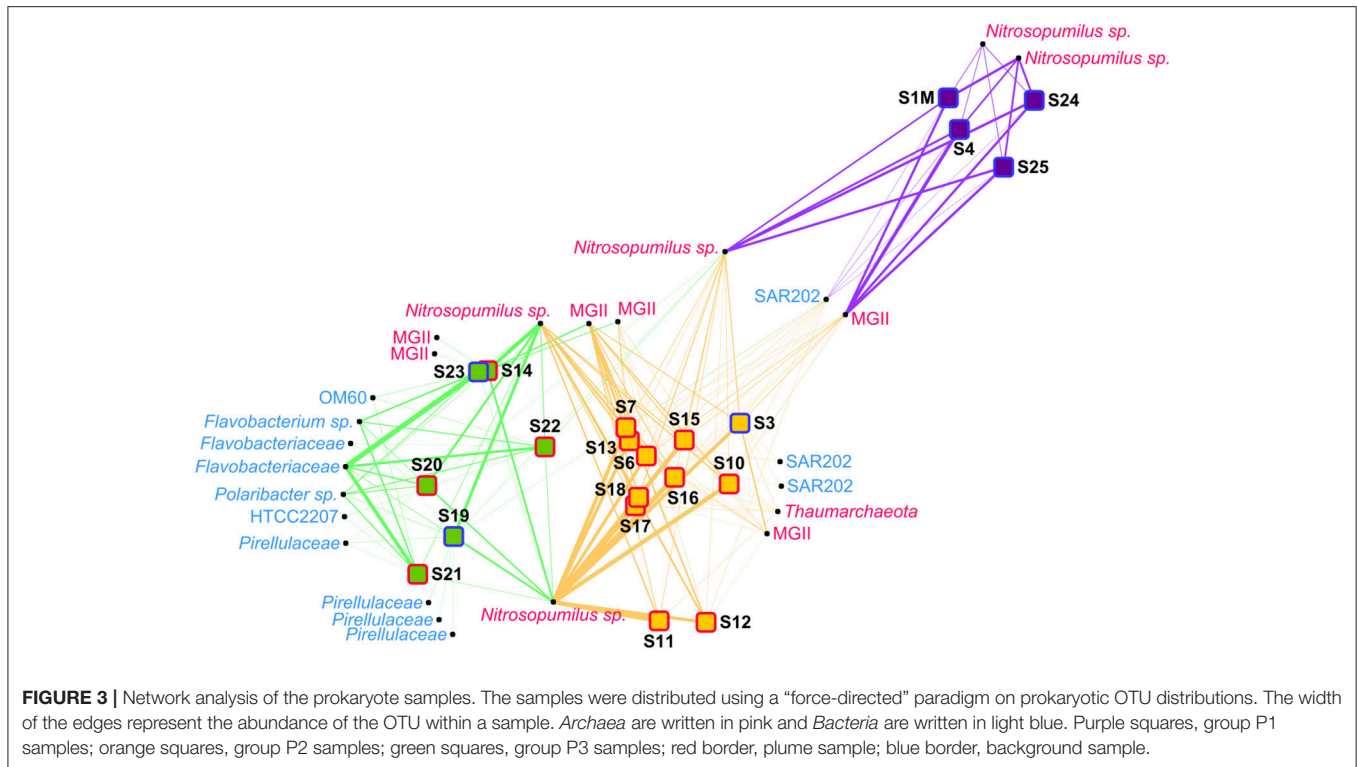 Nitrosopumilus sp.
Nitrosopumilus sp.
S1M
S24
S4
S25
Nitrosopumilus sp.
SAR202
MGII
Nitrosopumilus sp.
MGII
MGII
MGII
MGII
S23
S14
OM60
Flavobacterium sp.
S7
S15
S3
Flavobacteriaceae
S22
S13
S6
Flavobacteriaceae
S20
S10
SAR202
SAR202
S18
S16
Polaribacter sp.
S17
Thaumarchaeota
HTCC2207
S19
MGII
Pirellulaceae
S21
Pirellulaceae
Nitrosopumilus sp.
Pirellulaceae
S11
S12
Pirellulaceae
FIGURE 3 | Network analysis of the prokaryote samples. The samples were distributed using a “force-directed” paradigm on prokaryotic OTU distributions. The width
of the edges represent the abundance of the OTU within a sample. Archaea are written in pink and Bacteria are written in light blue. Purple squares, group P1
samples; orange squares, group P2 samples; green squares, group P3 samples; red border, plume sample; blue border, background sample.